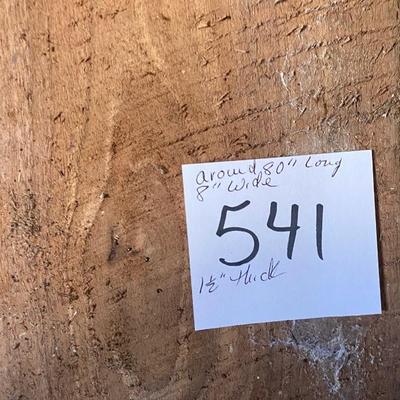 around 80" Long
8" Wide
541
1½" thick